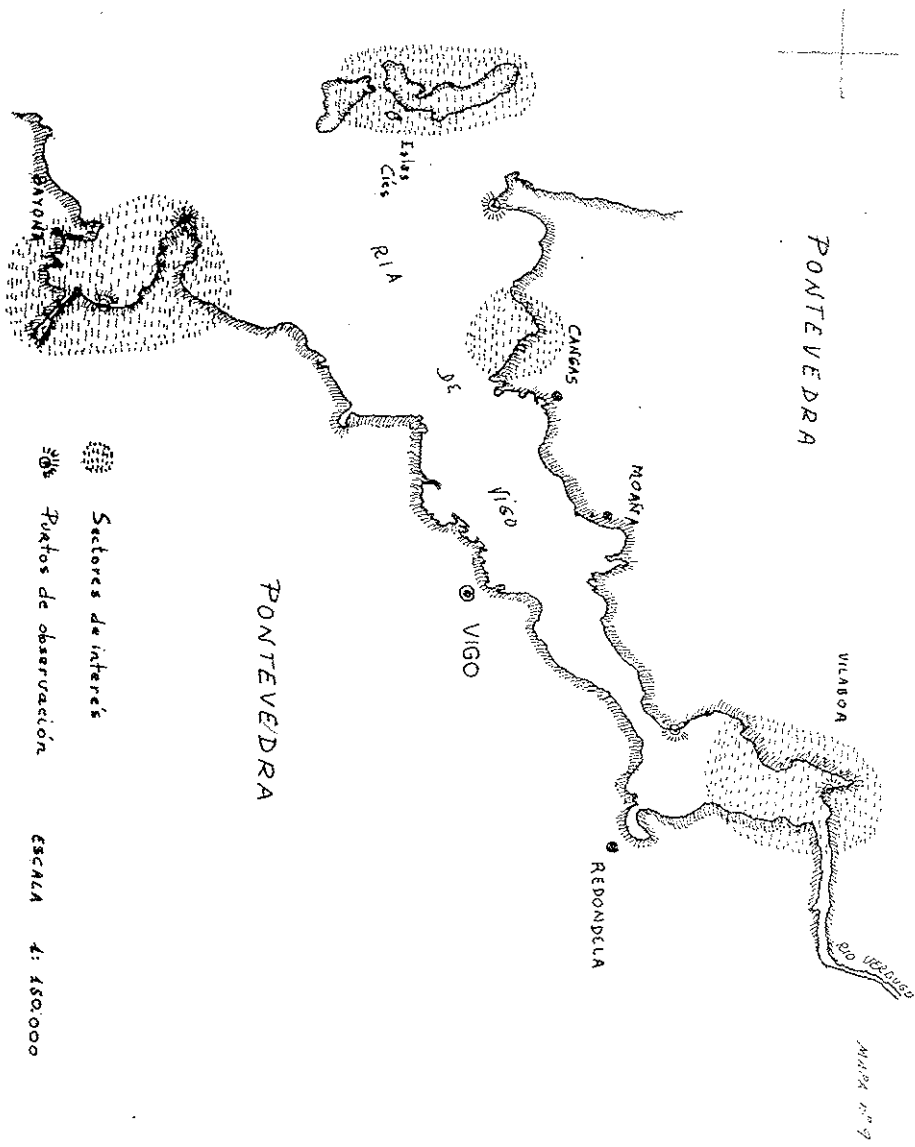 MAPA nº 9
PONTEVEDRA
VILABOA
RIO VERDUGO
MOAÑA
CANGAS
REDONDELA
Islas
Cíes
RIA
DE
VIGO
VIGO
PONTEVEDRA
BAYONA
Sectores de interés
Puntos de observación
ESCALA 1: 150.000